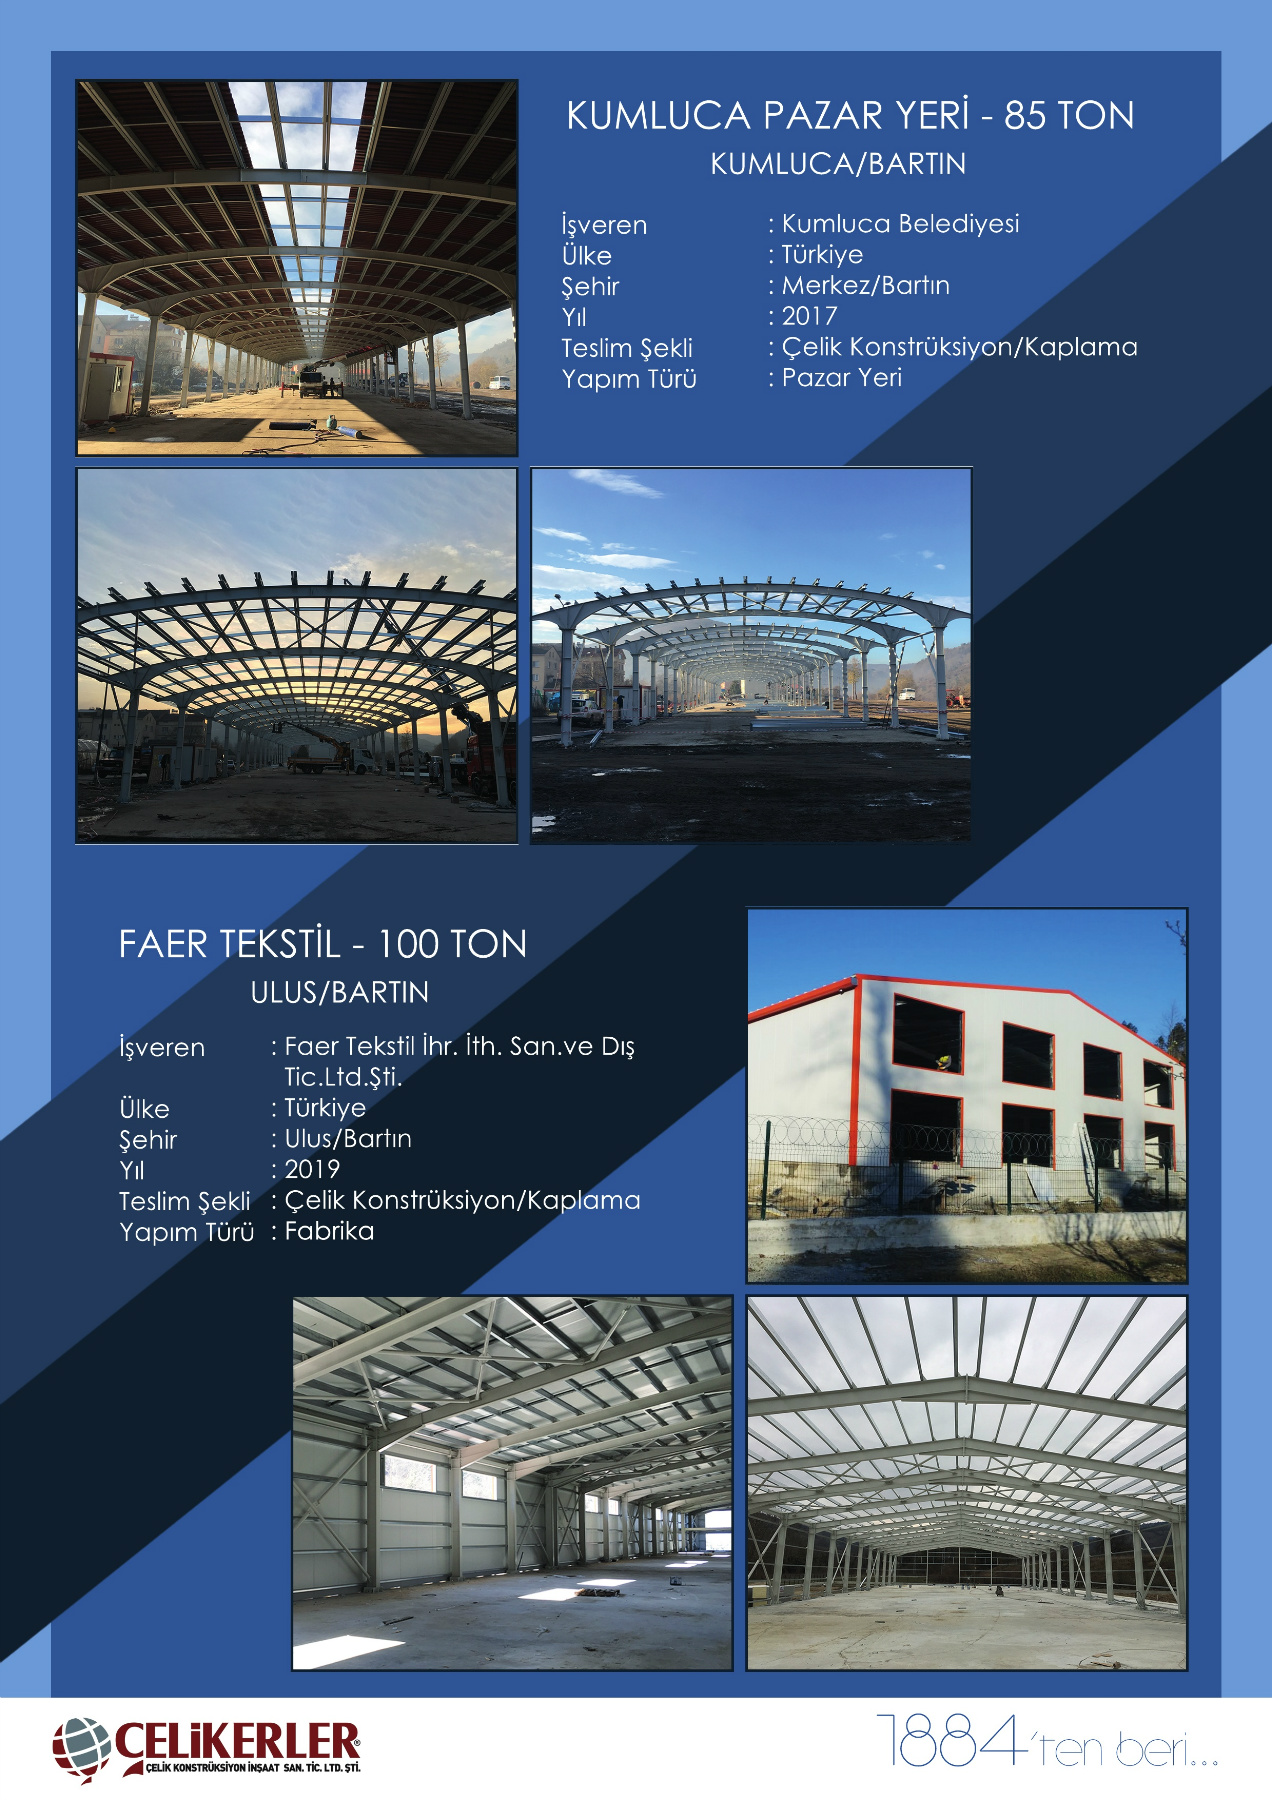 KUMLUCA PAZAR YERİ - 85 TON
KUMLUCA/BARTIN
İşveren : Kumluca Belediyesi
Ülke : Türkiye
Şehir : Merkez/Bartın
Yıl : 2017
Teslim Şekli : Çelik Konstrüksiyon/Kaplama
Yapım Türü : Pazar Yeri
FAER TEKSTİL - 100 TON
ULUS/BARTIN
İşveren : Faer Tekstil İhr. İth. San.ve Dış
Tic.Ltd.Şti.
Ülke : Türkiye
Şehir : Ulus/Bartın
Yıl : 2019
Teslim Şekli : Çelik Konstrüksiyon/Kaplama
Yapım Türü : Fabrika
ÇELiKERLER®
ÇELİK KONSTRÜKSİYON İNŞAAT SAN. TİC. LTD. ŞTİ.
1884'ten beri...